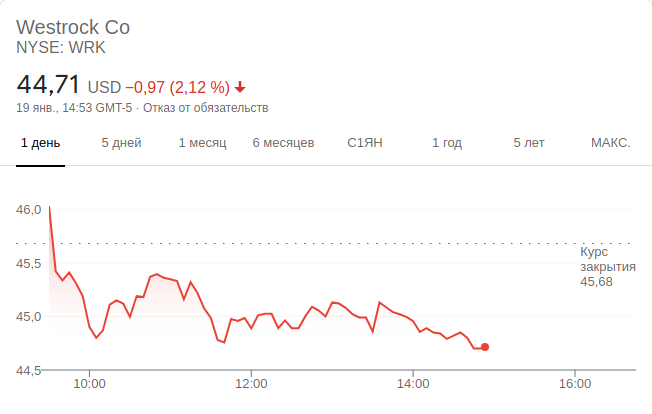 Westrock Co
NYSE: WRK
44,71 USD −0,97 (2,12 %)
19 янв., 14:53 GMT-5 · Отказ от обязательств
1 день 5 дней 1 месяц 6 месяцев С1ЯН 1 год 5 лет МАКС.
46,0
Курс
закрытия
45,5
45,68
45,0
44,5
10:00 12:00 14:00 16:00